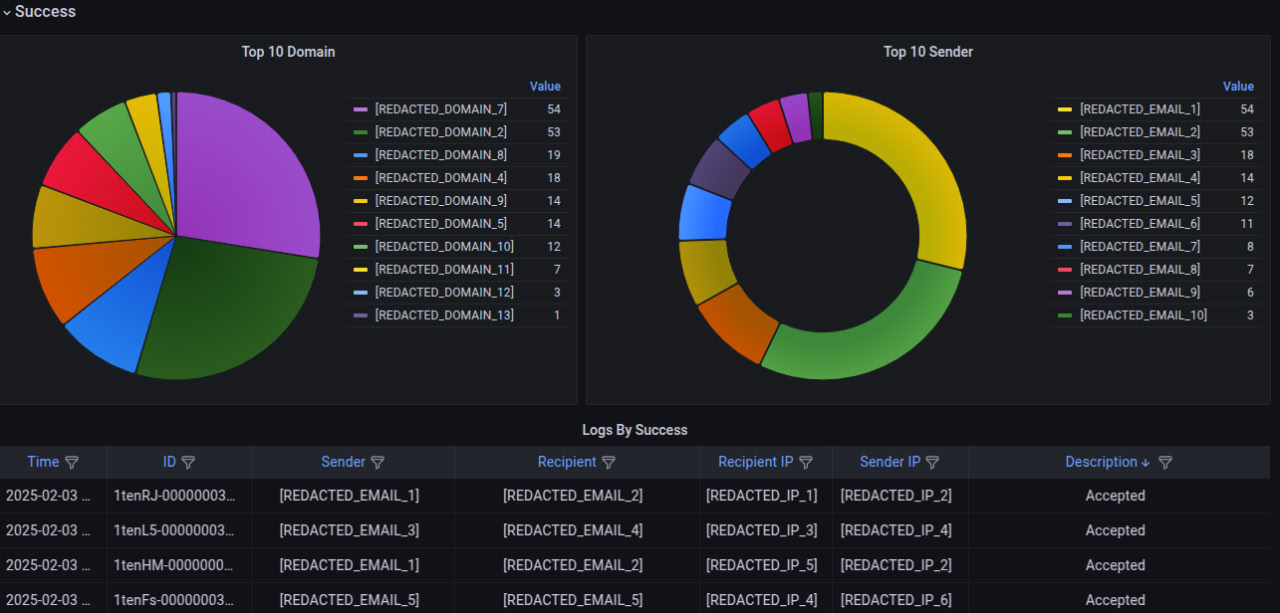 Success
Top 10 Domain
Value
[REDACTED_DOMAIN_7] 54
[REDACTED_DOMAIN_2] 53
[REDACTED_DOMAIN_8] 19
[REDACTED_DOMAIN_4] 18
[REDACTED_DOMAIN_9] 14
[REDACTED_DOMAIN_5] 14
[REDACTED_DOMAIN_10] 12
[REDACTED_DOMAIN_11] 7
[REDACTED_DOMAIN_12] 3
[REDACTED_DOMAIN_13] 1
Top 10 Sender
Value
[REDACTED_EMAIL_1] 54
[REDACTED_EMAIL_2] 53
[REDACTED_EMAIL_3] 18
[REDACTED_EMAIL_4] 14
[REDACTED_EMAIL_5] 12
[REDACTED_EMAIL_6] 11
[REDACTED_EMAIL_7] 8
[REDACTED_EMAIL_8] 7
[REDACTED_EMAIL_9] 6
[REDACTED_EMAIL_10] 3
Logs By Success
Time ID Sender Recipient Recipient IP Sender IP Description
2025-02-03 ... 1tenRJ-00000003... [REDACTED_EMAIL_1] [REDACTED_EMAIL_2] [REDACTED_IP_1] [REDACTED_IP_2] Accepted
2025-02-03 ... 1tenL5-00000003... [REDACTED_EMAIL_3] [REDACTED_EMAIL_4] [REDACTED_IP_3] [REDACTED_IP_4] Accepted
2025-02-03 ... 1tenHM-0000000... [REDACTED_EMAIL_1] [REDACTED_EMAIL_2] [REDACTED_IP_5] [REDACTED_IP_2] Accepted
2025-02-03 ... 1tenFs-00000003... [REDACTED_EMAIL_5] [REDACTED_EMAIL_5] [REDACTED_IP_4] [REDACTED_IP_6] Accepted